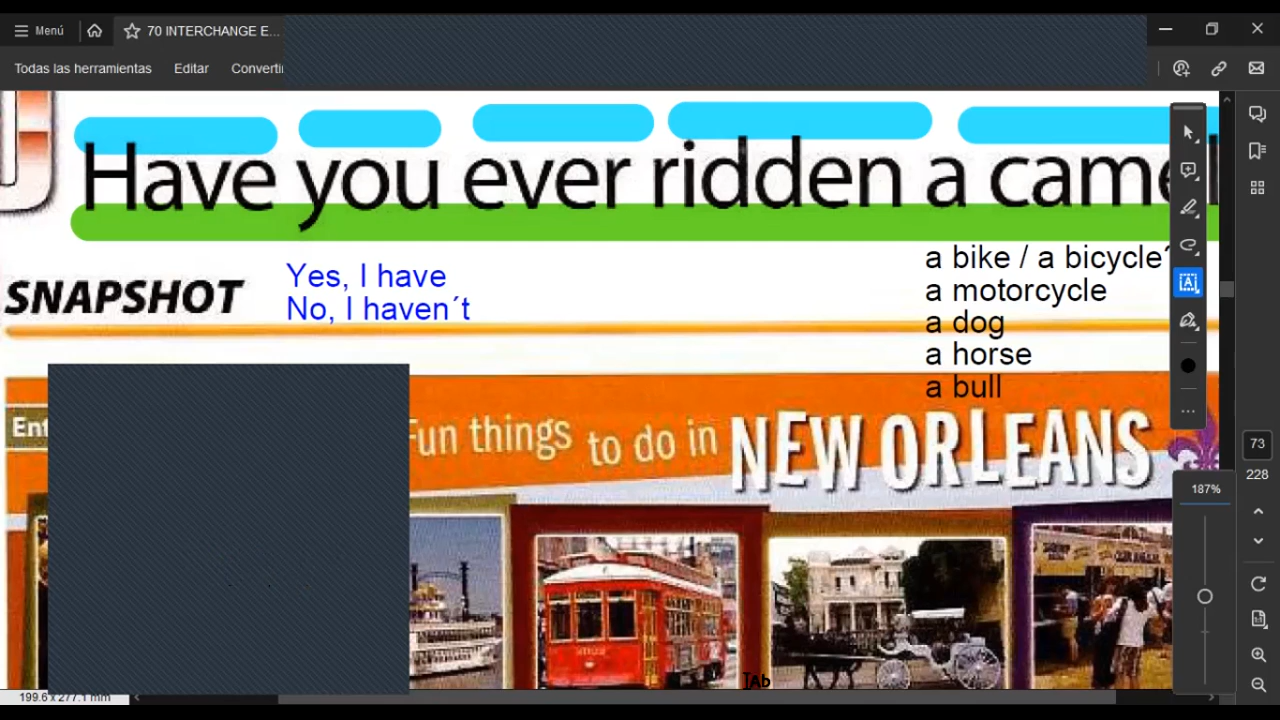 Menú
70 INTERCHANGE E...
Todas las herramientas
Editar
Converti
Have you ever ridden a came
SNAPSHOT
Yes, I have
No, I haven´t
a bike / a bicycle?
a motorcycle
a dog
a horse
a bull
Ent
Fun things to do in NEW ORLEANS
73
228
187%
199.6 x 277.1 mm